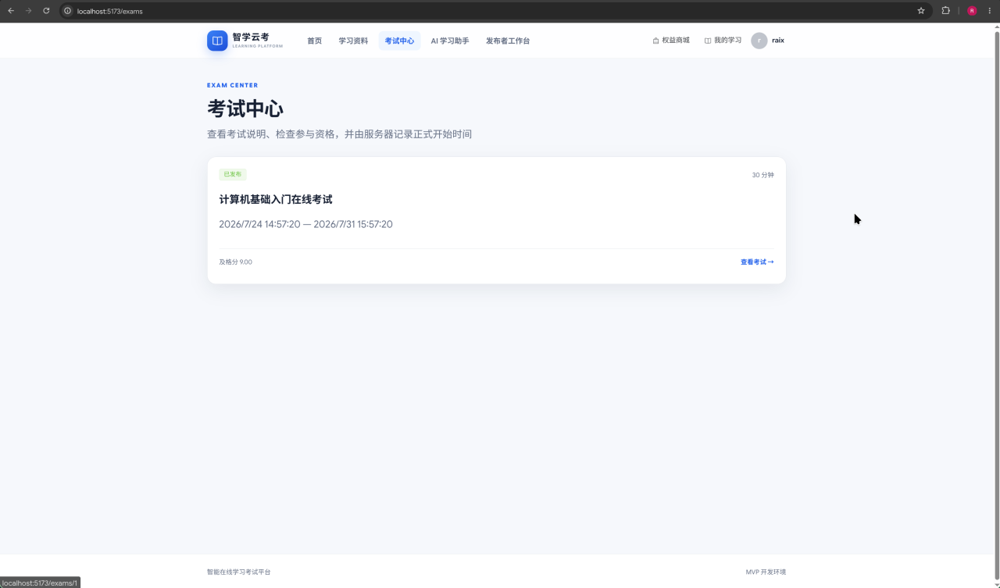 localhost:5173/exams
智学云考
LEARNING PLATFORM
首页
学习资料
考试中心
AI 学习助手
发布者工作台
权益商城
我的学习
r
raix
R
EXAM CENTER
考试中心
查看考试说明、检查参与资格，并由服务器记录正式开始时间
已发布
30 分钟
计算机基础入门在线考试
2026/7/24 14:57:20 — 2026/7/31 15:57:20
及格分 9.00
查看考试 →
智能在线学习考试平台
MVP 开发环境
localhost:5173/exams/1